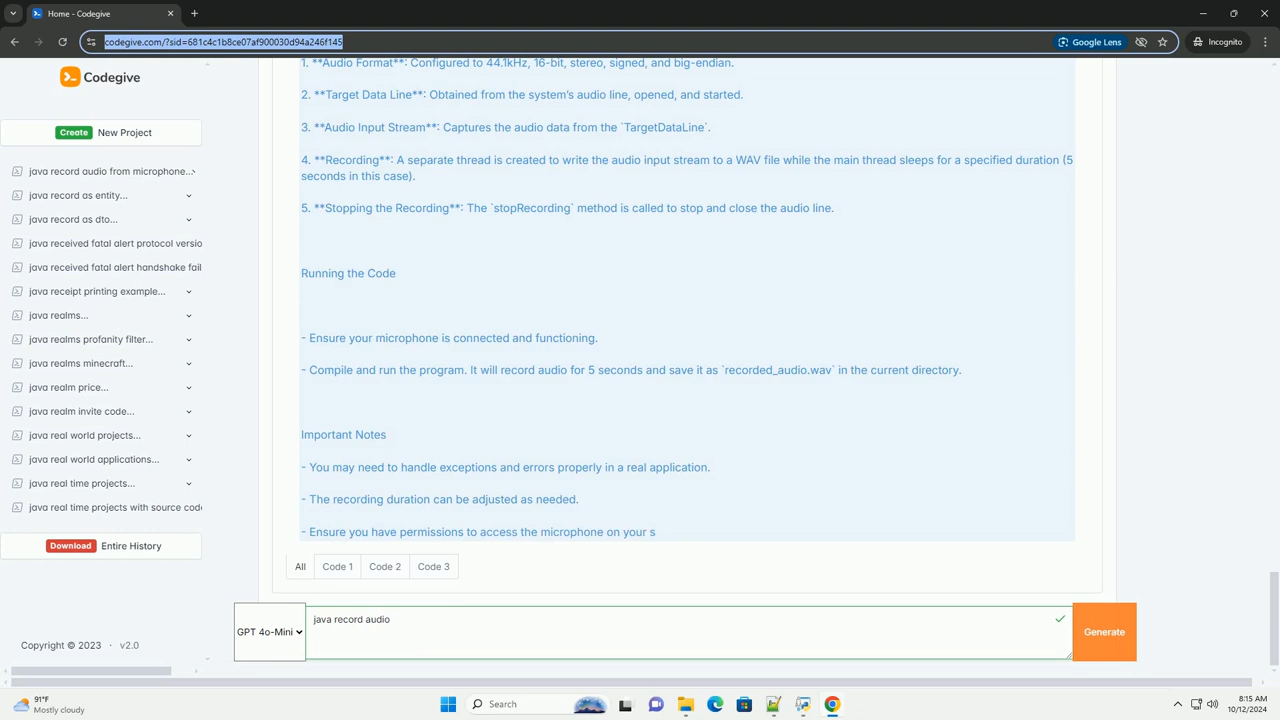 Home - Codegive
codegive.com/?sid=681c4c1b8ce07af900030d94a246f145
Google Lens
Incognito
Codegive
Create New Project
java record audio from microphone...
java record as entity...
java record as dto...
java received fatal alert protocol versio
java received fatal alert handshake fail
java receipt printing example...
java realms...
java realms profanity filter...
java realms minecraft...
java realm price...
java realm invite code...
java real world projects...
java real world applications...
java real time projects...
java real time projects with source code
Download Entire History
Copyright © 2023 · v2.0
1. **Audio Format**: Configured to 44.1kHz, 16-bit, stereo, signed, and big-endian.
2. **Target Data Line**: Obtained from the system's audio line, opened, and started.
3. **Audio Input Stream**: Captures the audio data from the `TargetDataLine`.
4. **Recording**: A separate thread is created to write the audio input stream to a WAV file while the main thread sleeps for a specified duration (5
seconds in this case).
5. **Stopping the Recording**: The `stopRecording` method is called to stop and close the audio line.
Running the Code
- Ensure your microphone is connected and functioning.
- Compile and run the program. It will record audio for 5 seconds and save it as `recorded_audio.wav` in the current directory.
Important Notes
- You may need to handle exceptions and errors properly in a real application.
- The recording duration can be adjusted as needed.
- Ensure you have permissions to access the microphone on your s
All Code 1 Code 2 Code 3
GPT 4o-Mini
java record audio
Generate
91°F
Mostly cloudy
Search
8:15 AM
10/12/2024